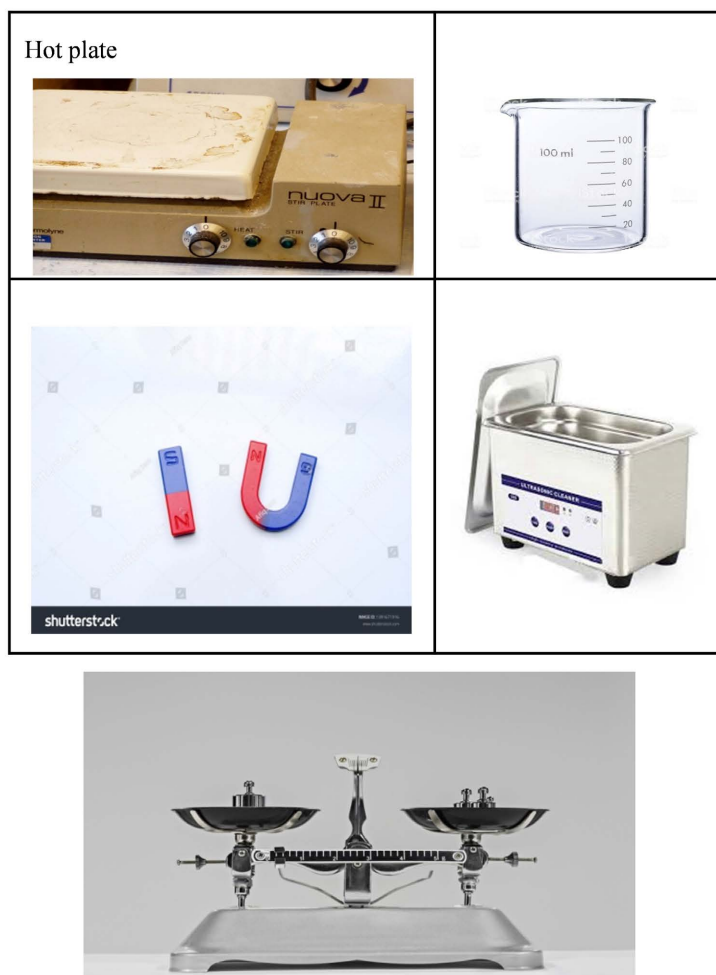 Hot plate
nuova II
STIR PLATE
HEAT
STIR
100 ml
100
80
60
40
20
S
N
N
ULTRASONIC CLEANER
shutterstock